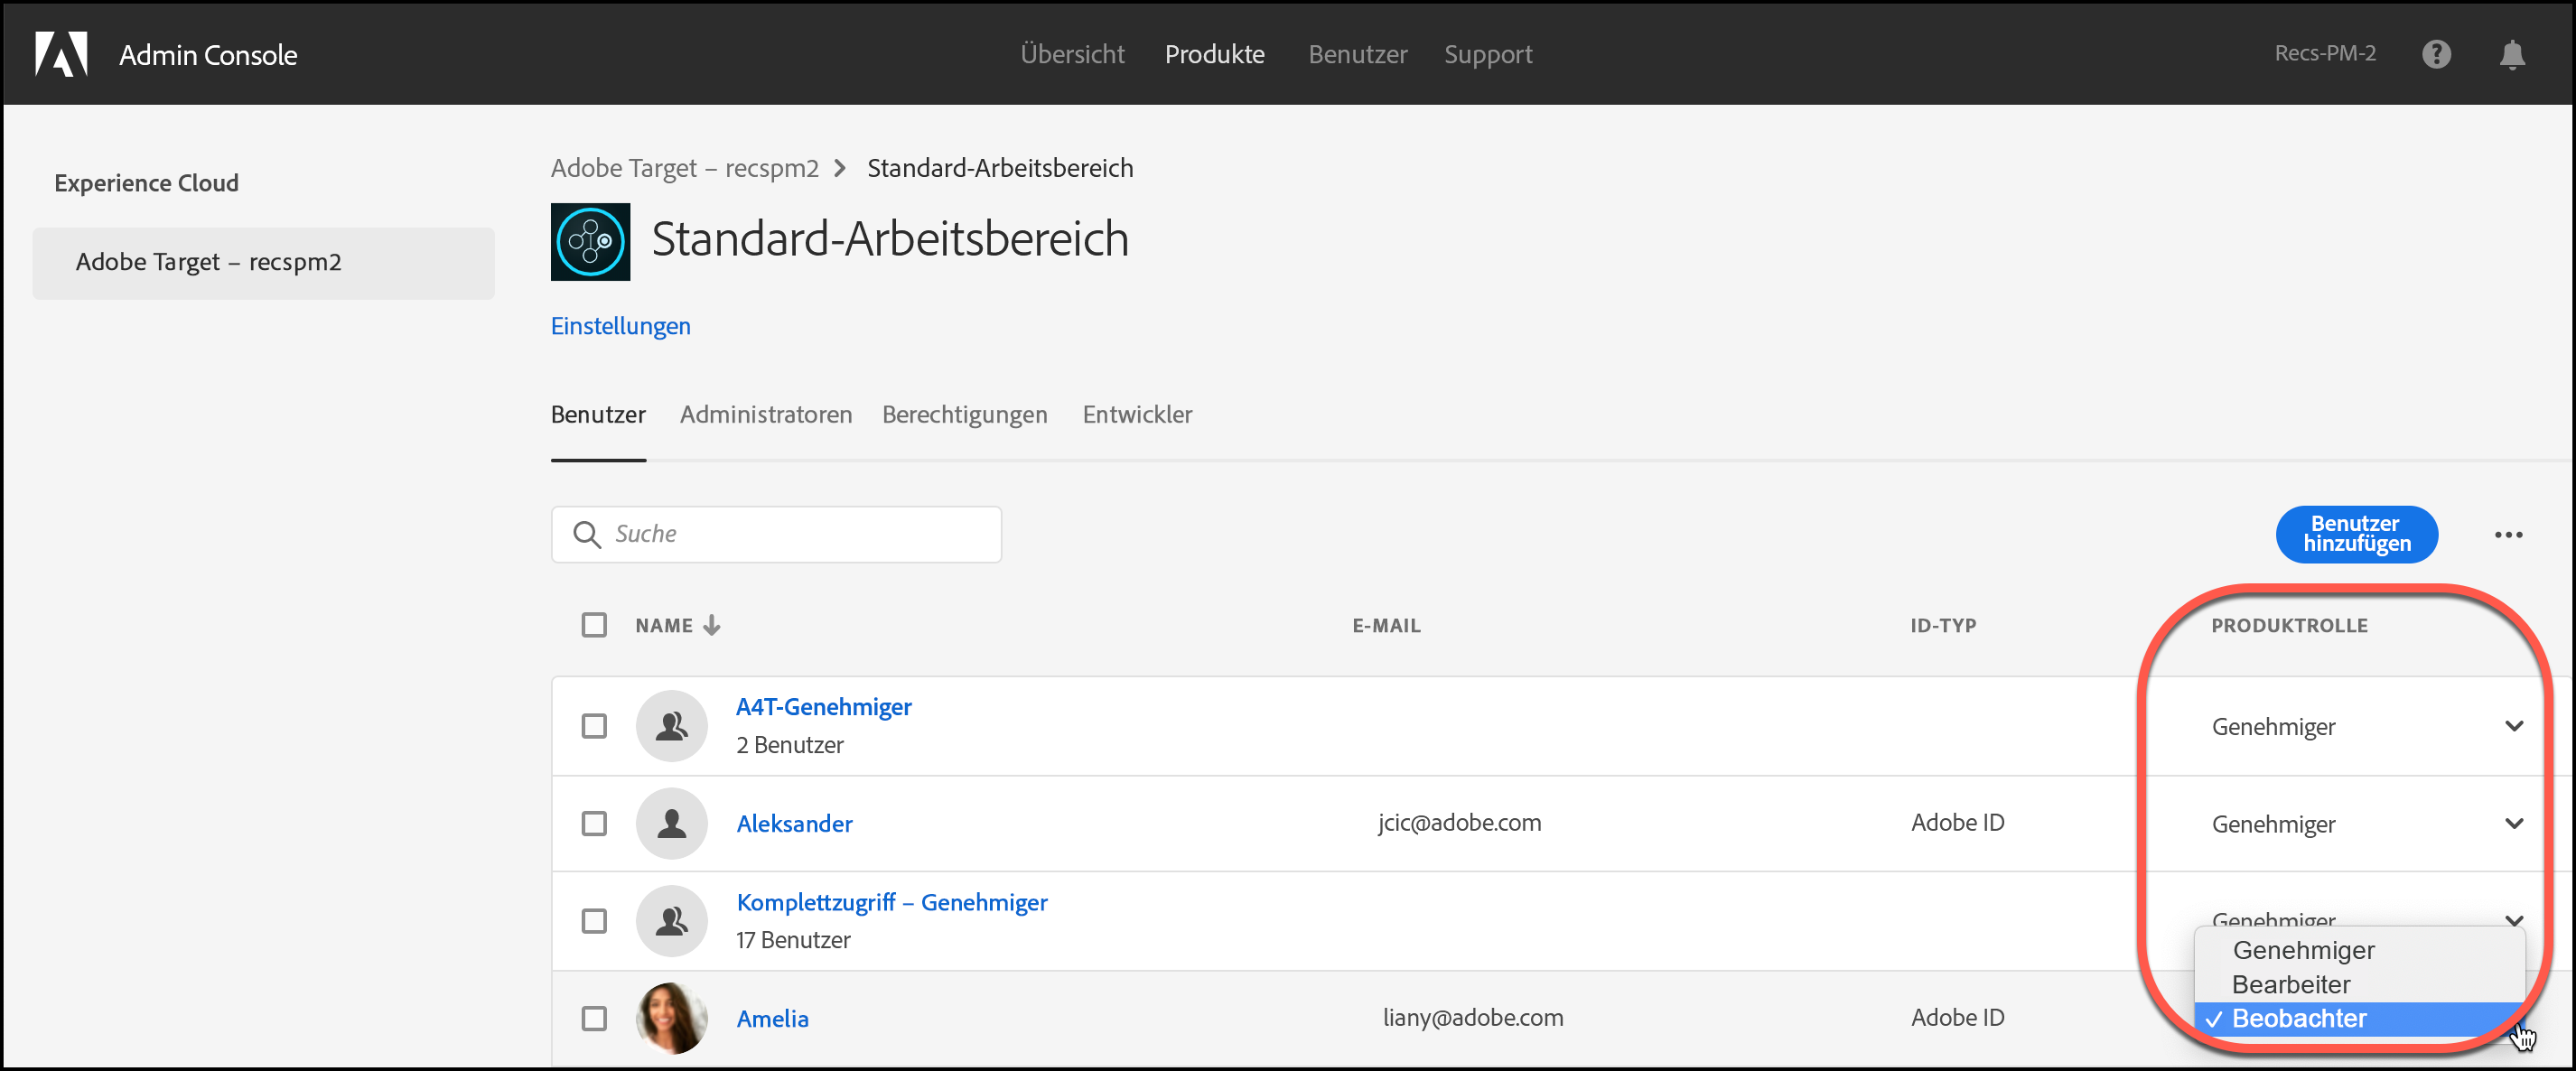 Admin Console
Übersicht Produkte Benutzer Support
Recs-PM-2 ?
Experience Cloud
Adobe Target – recspm2
Adobe Target – recspm2 > Standard-Arbeitsbereich
Standard-Arbeitsbereich
Einstellungen
Benutzer Administratoren Berechtigungen Entwickler
Suche
Benutzer
hinzufügen
NAME E-MAIL ID-TYP PRODUKTROLLE
A4T-Genehmiger
2 Benutzer
Genehmiger
Aleksander jcic@adobe.com Adobe ID Genehmiger
Komplettzugriff – Genehmiger
17 Benutzer
Genehmiger
Genehmiger
Bearbeiter
Amelia liany@adobe.com Adobe ID
✓ Beobachter